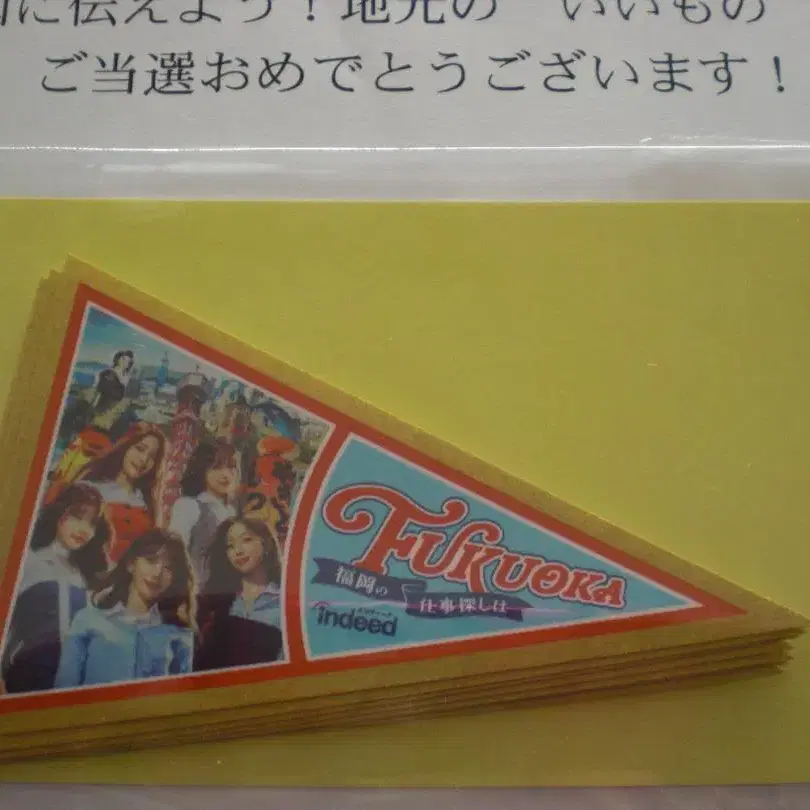 に伝えよう！地元の いいもの
ご当選おめでとうございます！
FUKUOKA
福岡の
仕事探しは
indeed